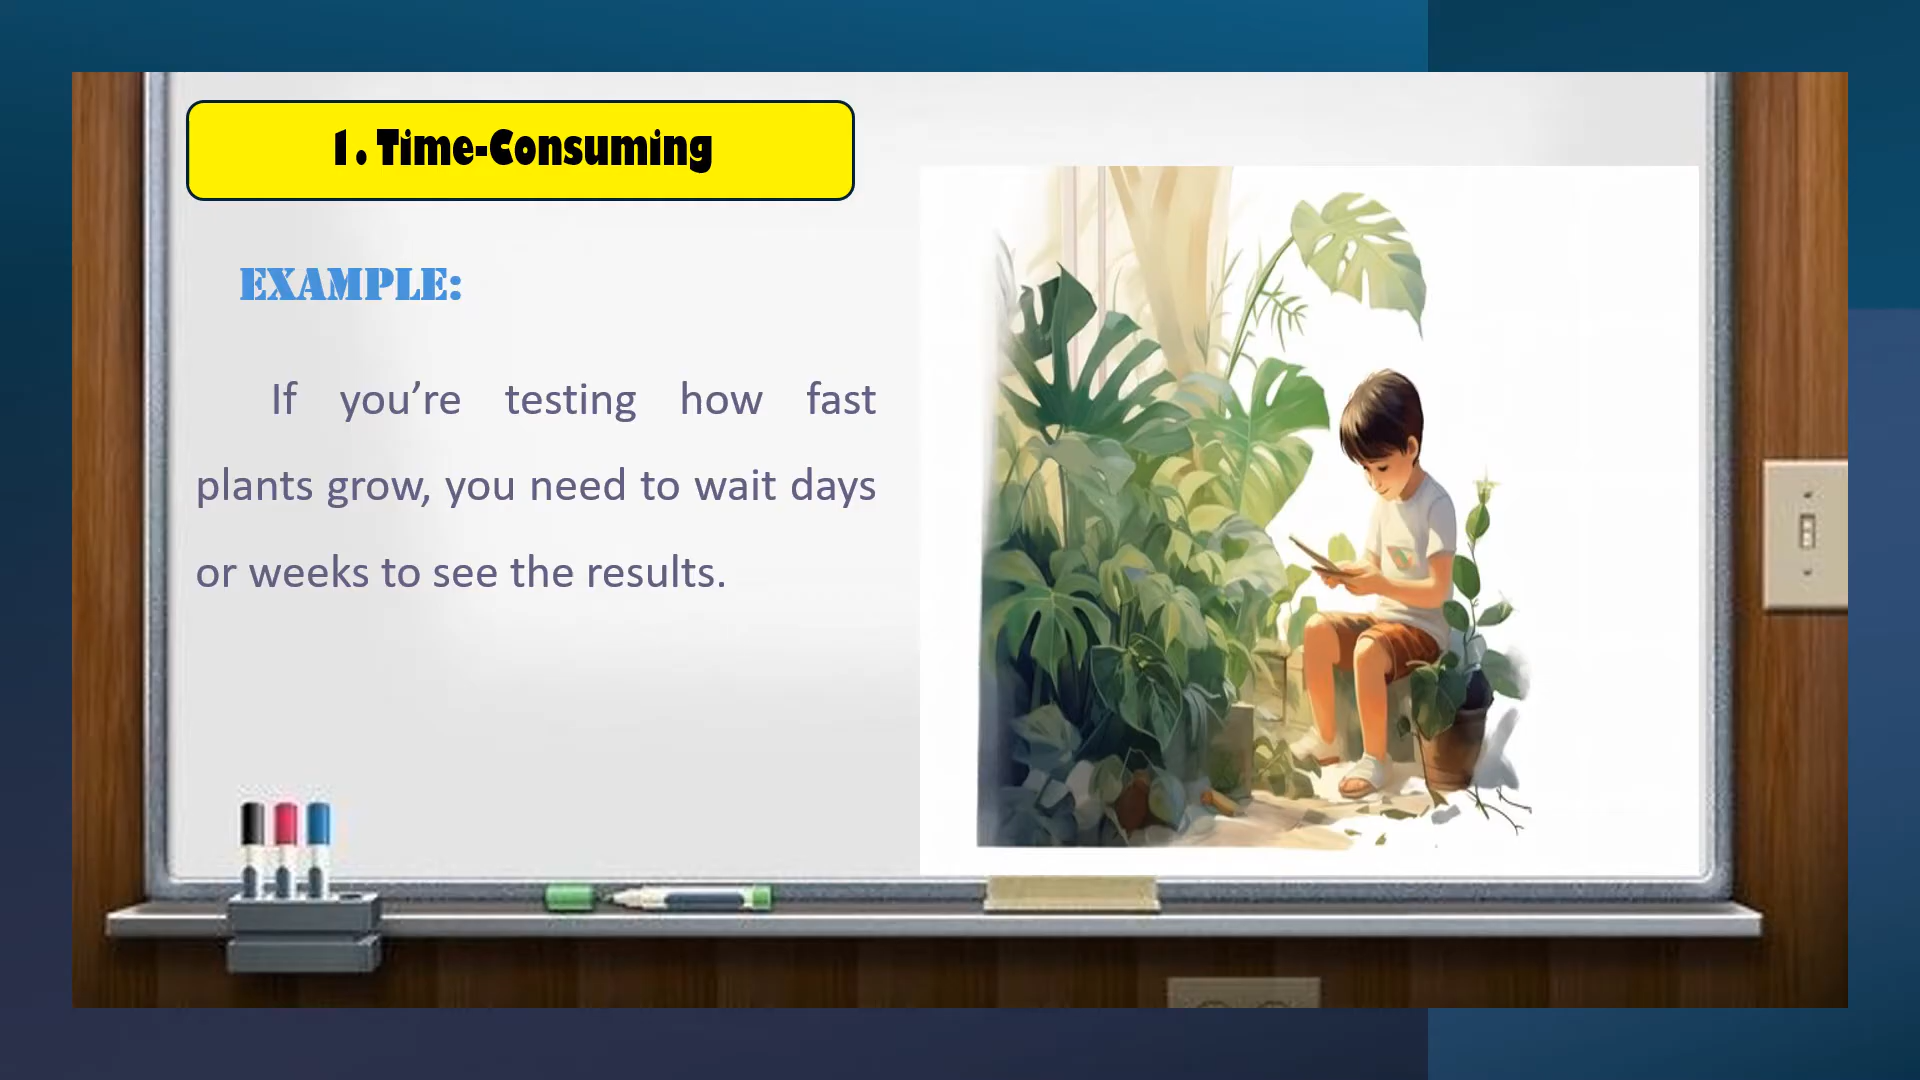 1. Time-Consuming
EXAMPLE:
If you’re testing how fast
plants grow, you need to wait days
or weeks to see the results.